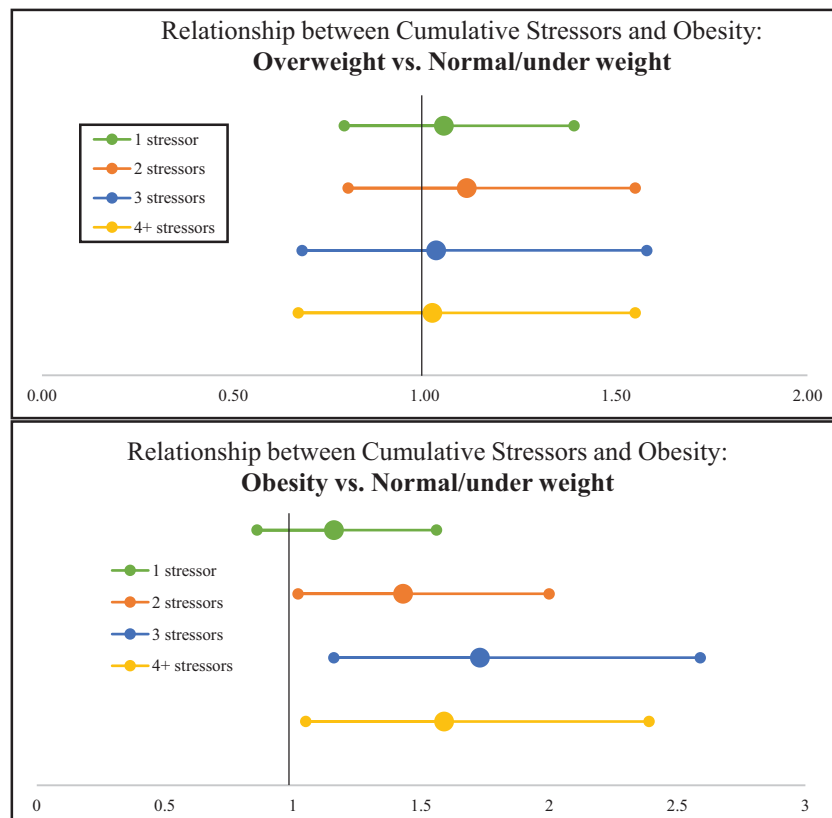 Relationship between Cumulative Stressors and Obesity:
Overweight vs. Normal/under weight
1 stressor
2 stressors
3 stressors
4+ stressors
0.00 0.50 1.00 1.50 2.00
Relationship between Cumulative Stressors and Obesity:
Obesity vs. Normal/under weight
1 stressor
2 stressors
3 stressors
4+ stressors
0 0.5 1 1.5 2 2.5 3